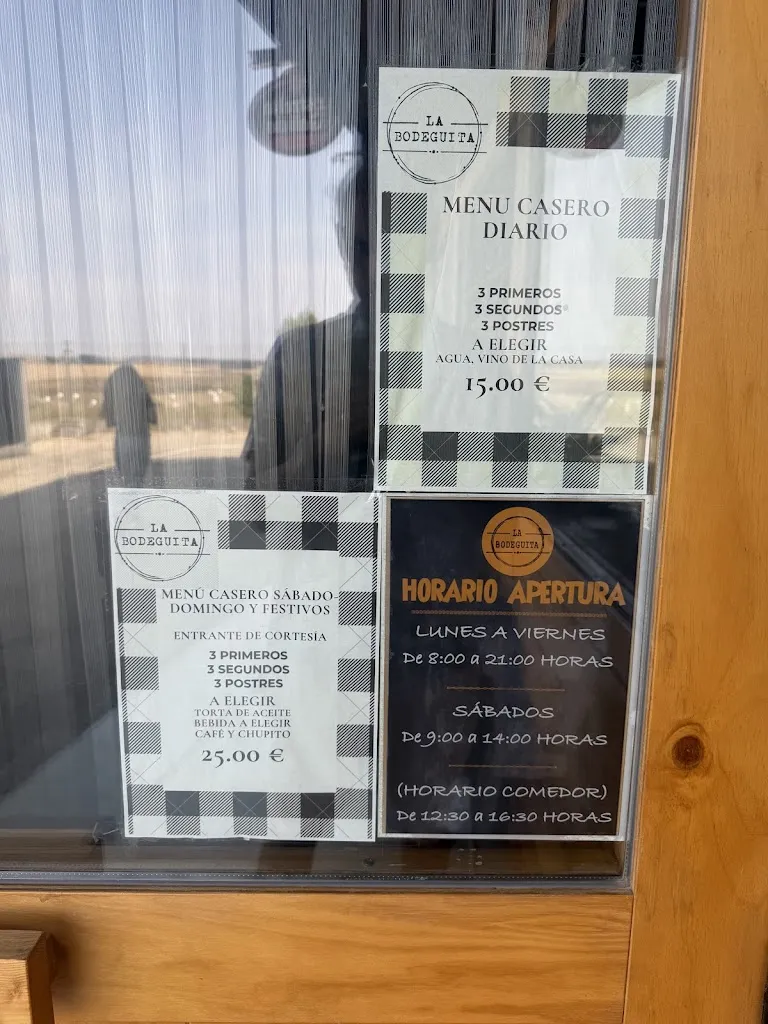 LA
BODEGUITA
MENU CASERO
DIARIO
3 PRIMEROS
3 SEGUNDOS
3 POSTRES
A ELEGIR
AGUA, VINO DE LA CASA
15.00 €
LA
BODEGUITA
MENÚ CASERO SÁBADO-
DOMINGO Y FESTIVOS
ENTRANTE DE CORTESÍA
3 PRIMEROS
3 SEGUNDOS
3 POSTRES
A ELEGIR
TORTA DE ACEITE
BEBIDA A ELEGIR
CAFÉ Y CHUPITO
25.00 €
LA
BODEGUITA
HORARIO APERTURA
LUNES A VIERNES
De 8:00 a 21:00 HORAS
SÁBADOS
De 9:00 a 14:00 HORAS
(HORARIO COMEDOR)
De 12:30 a 16:30 HORAS